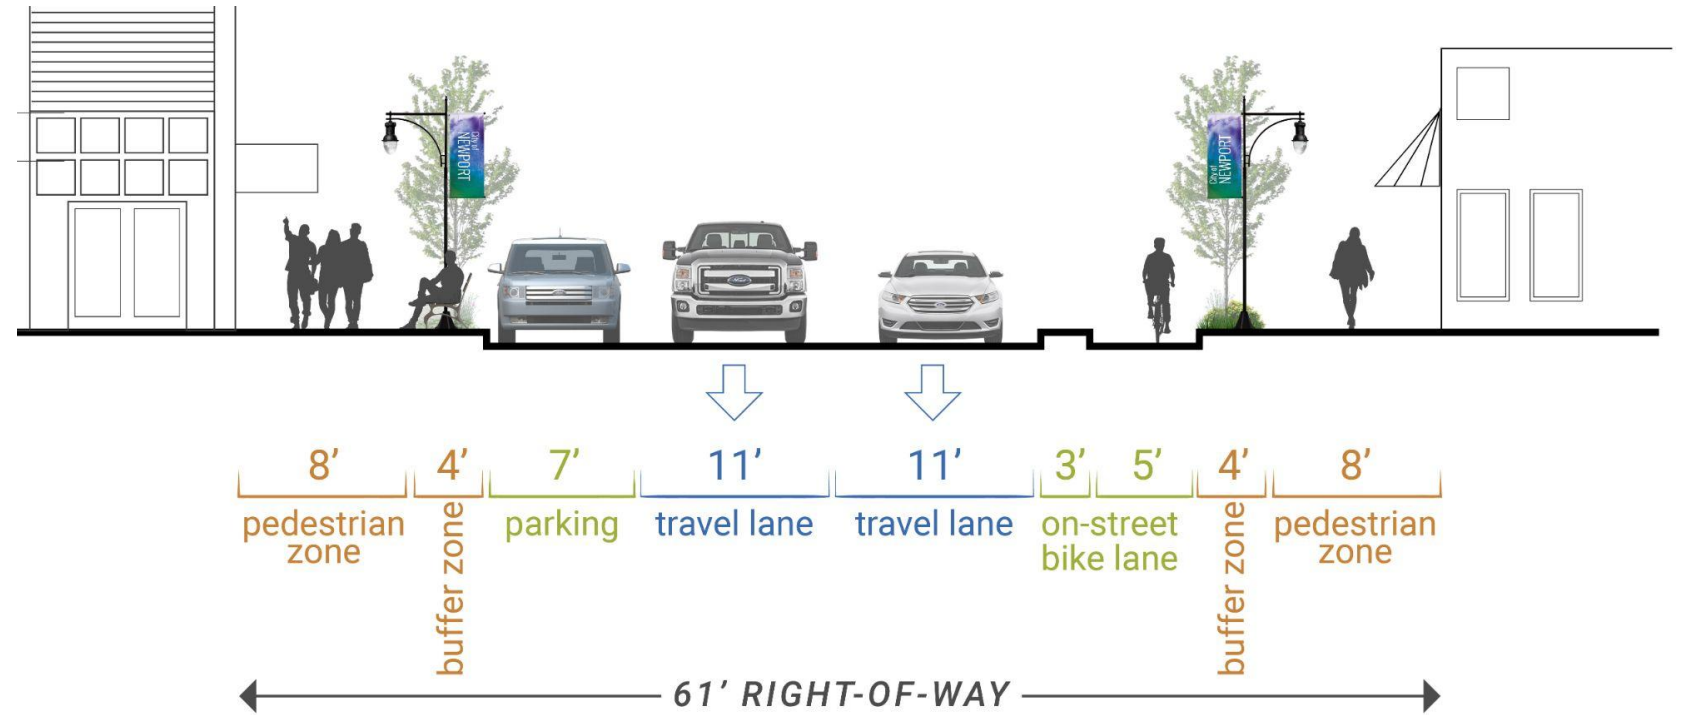 City of
NEWPORT
City of
NEWPORT
8’ 4’ 7’ 11’ 11’ 3’ 5’ 4’ 8’
pedestrian
zone
buffer zone
parking
travel lane
travel lane
on-street
bike lane
buffer zone
pedestrian
zone
61’ RIGHT-OF-WAY